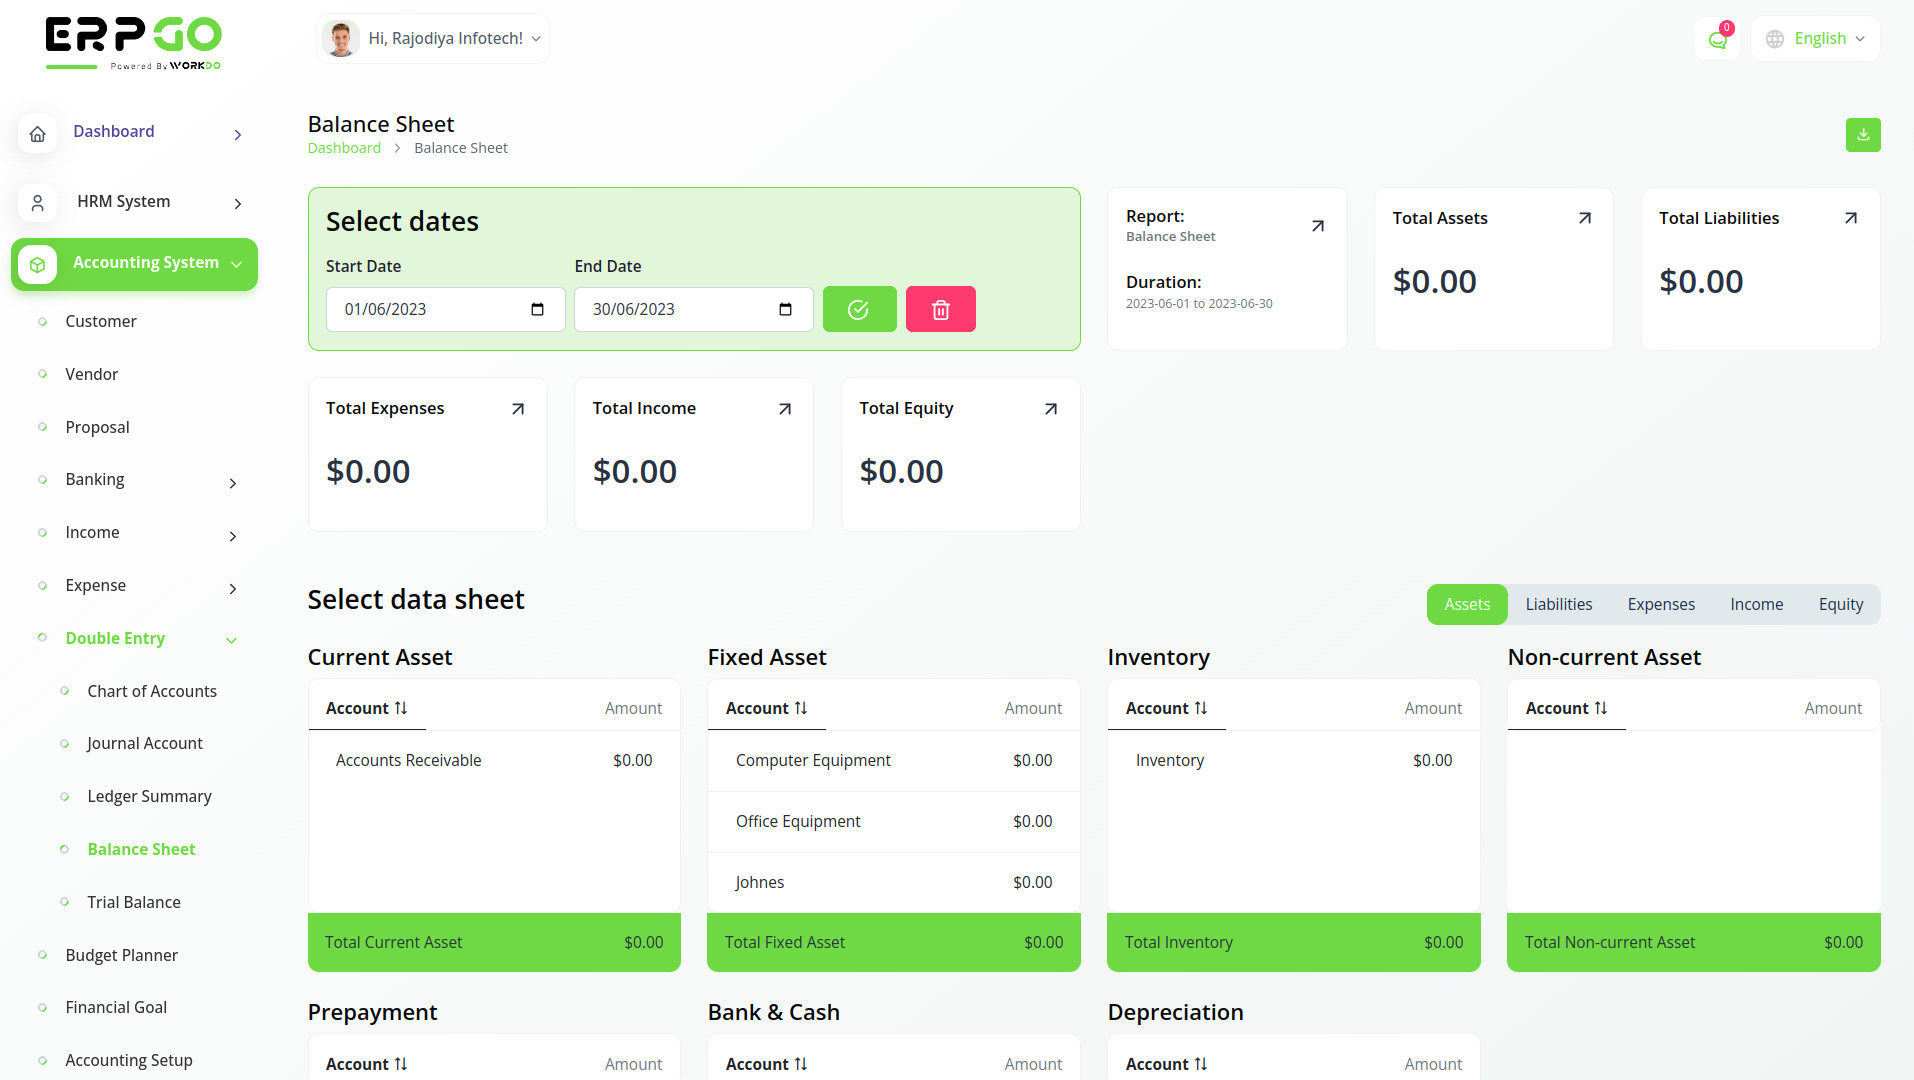 ERPGO
Powered By WORKDO
Hi, Rajodiya Infotech!
0
English
Dashboard
HRM System
Accounting System
Customer
Vendor
Proposal
Banking
Income
Expense
Double Entry
Chart of Accounts
Journal Account
Ledger Summary
Balance Sheet
Trial Balance
Budget Planner
Financial Goal
Accounting Setup
Balance Sheet
Dashboard > Balance Sheet
Select dates
Start Date
End Date
01/06/2023
30/06/2023
Report:
Balance Sheet
Duration:
2023-06-01 to 2023-06-30
Total Assets
$0.00
Total Liabilities
$0.00
Total Expenses
$0.00
Total Income
$0.00
Total Equity
$0.00
Select data sheet
Assets
Liabilities
Expenses
Income
Equity
Current Asset
Account Amount
Accounts Receivable $0.00
Total Current Asset $0.00
Fixed Asset
Account Amount
Computer Equipment $0.00
Office Equipment $0.00
Johnes $0.00
Total Fixed Asset $0.00
Inventory
Account Amount
Inventory $0.00
Total Inventory $0.00
Non-current Asset
Account Amount
Total Non-current Asset $0.00
Prepayment
Account Amount
Bank & Cash
Account Amount
Depreciation
Account Amount